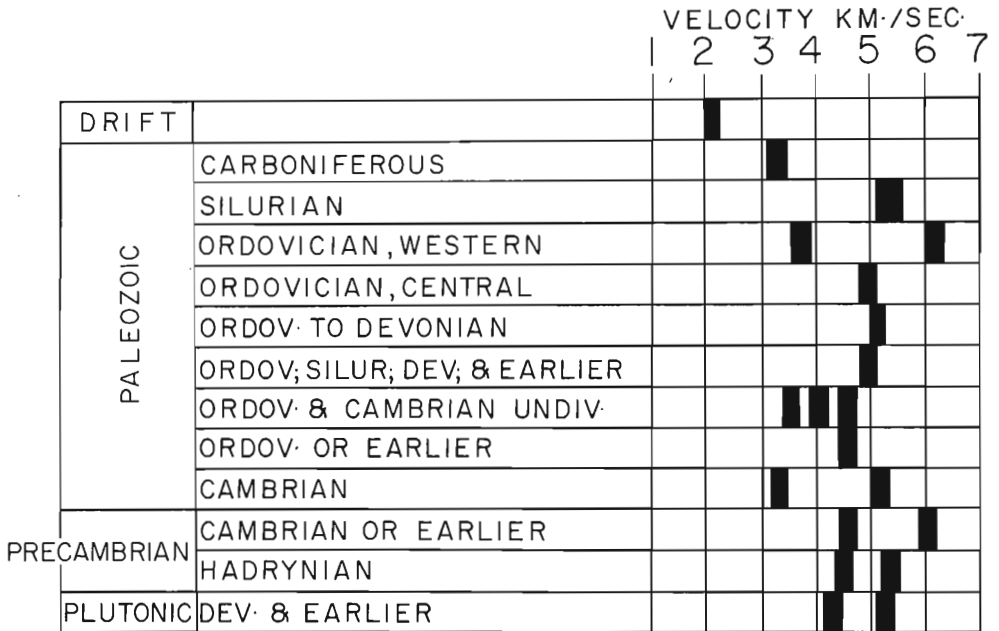 VELOCITY KM·/SEC·
1 2 3 4 5 6 7
DRIFT
PALEOZOIC
CARBONIFEROUS
SILURIAN
ORDOVICIAN, WESTERN
ORDOVICIAN, CENTRAL
ORDOV· TO DEVONIAN
ORDOV; SILUR; DEV; & EARLIER
ORDOV· & CAMBRIAN UNDIV·
ORDOV· OR EARLIER
CAMBRIAN
PRECAMBRIAN
CAMBRIAN OR EARLIER
HADRYNIAN
PLUTONIC DEV· & EARLIER